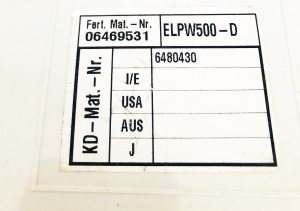 Fert. Mat. - Nr.
06469531
ELPW500-D
KD-Mat.-Nr.
6480430
I/E
USA
AUS
J